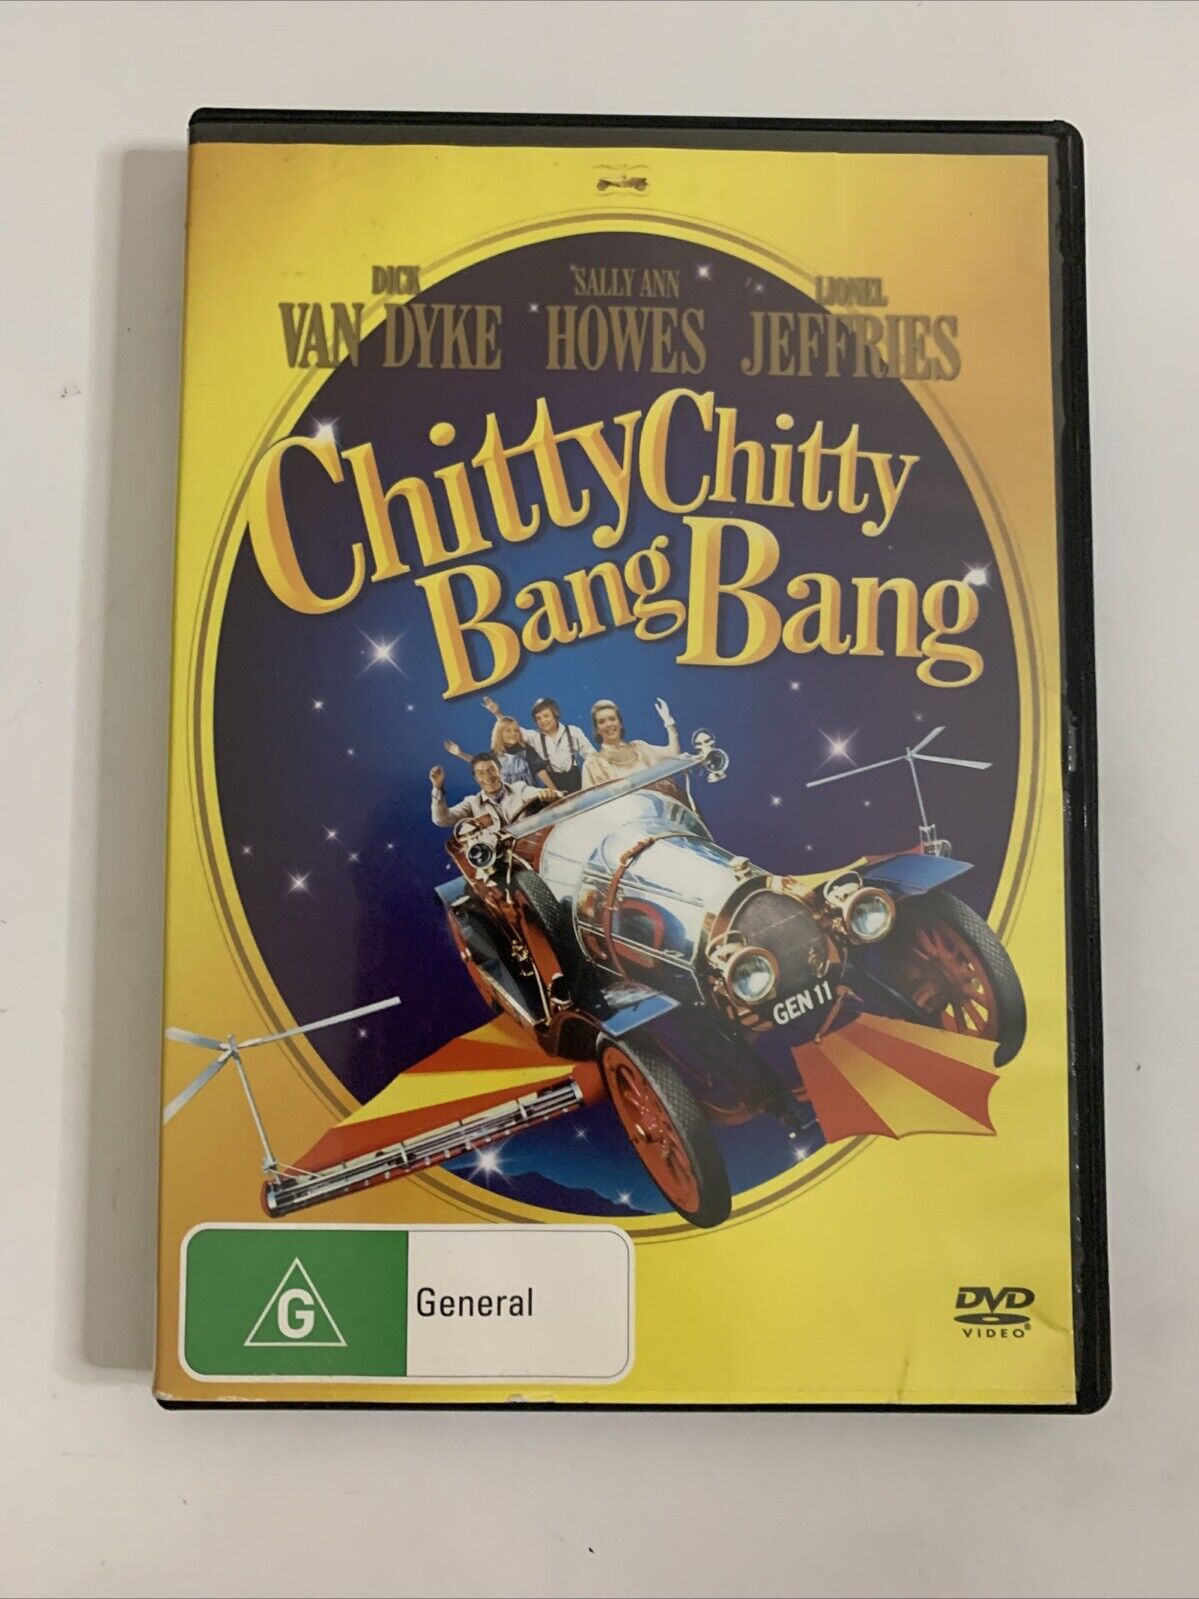 DICK SALLY ANN LIONEL
VAN DYKE HOWES JEFFRIES
Chitty Chitty
Bang Bang
GEN 11
G General
DVD
VIDEO